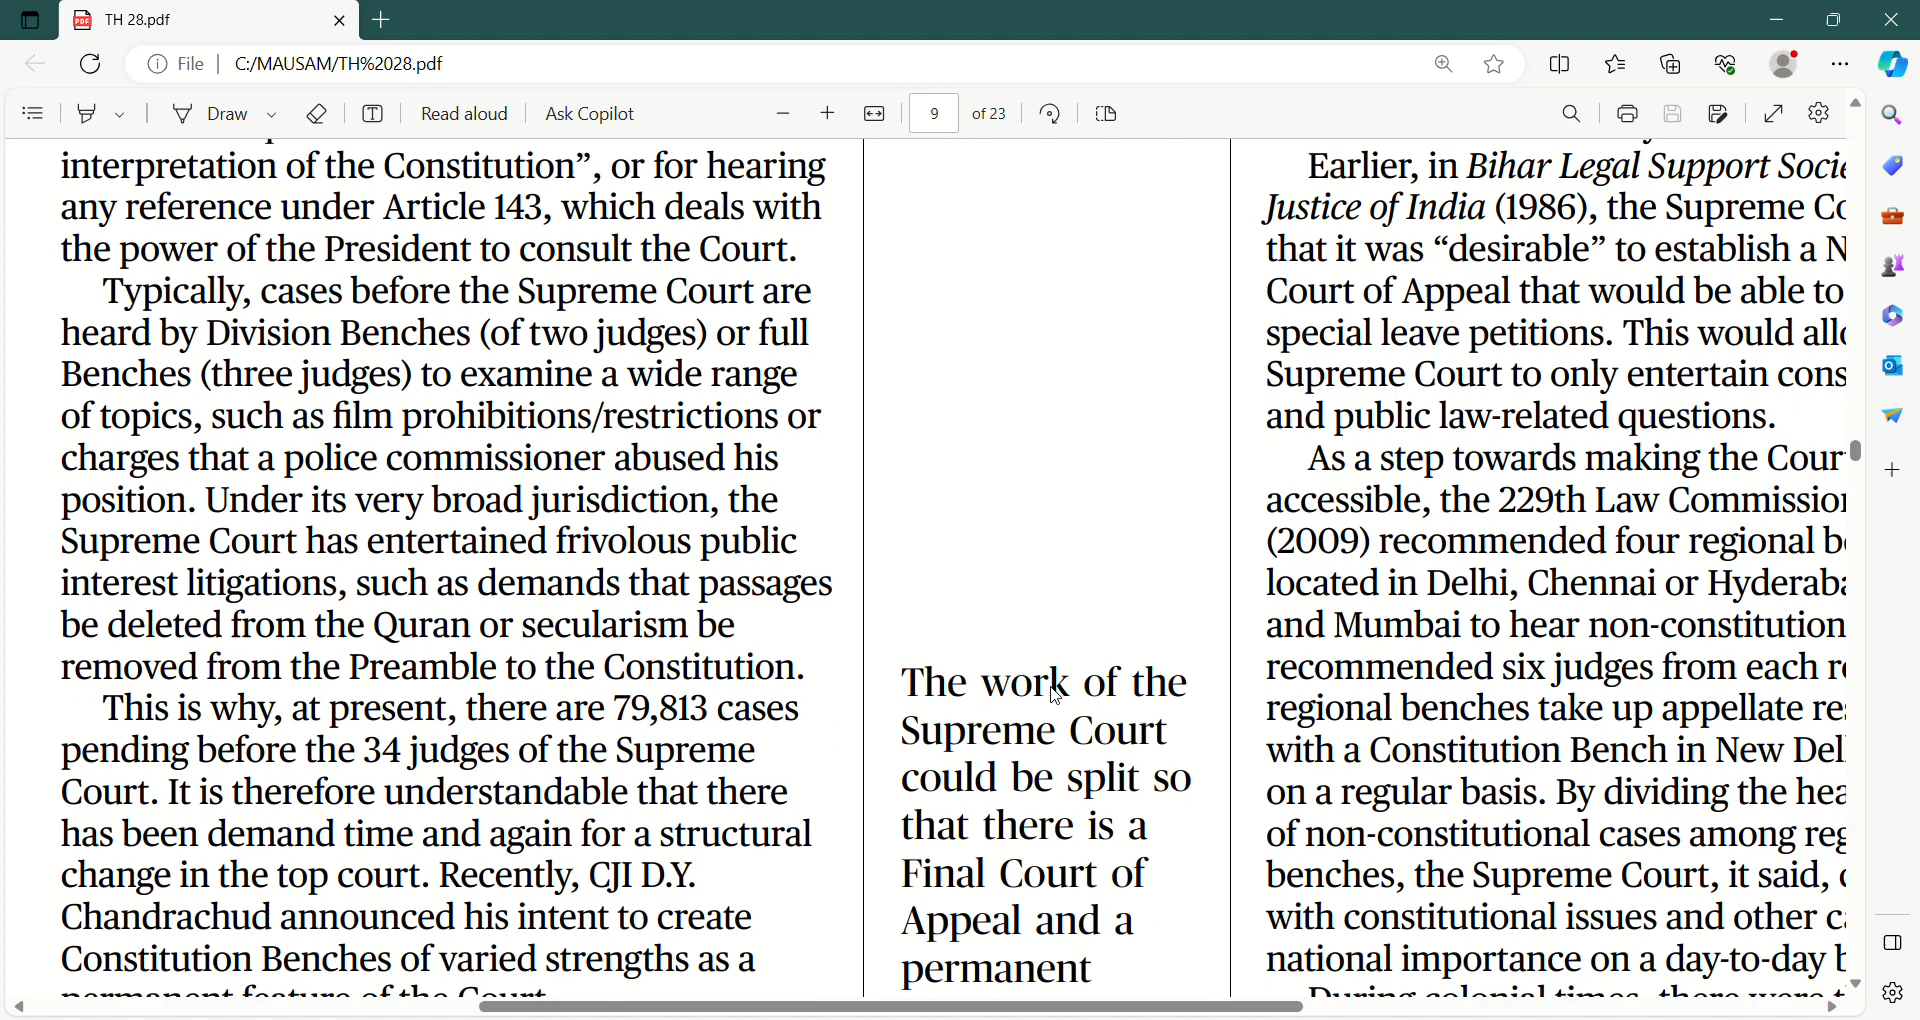 TH 28.pdf
File
C:/MAUSAM/TH%2028.pdf
Draw
Read aloud
Ask Copilot
9
of 23
interpretation of the Constitution”, or for hearing
any reference under Article 143, which deals with
the power of the President to consult the Court.
Typically, cases before the Supreme Court are
heard by Division Benches (of two judges) or full
Benches (three judges) to examine a wide range
of topics, such as film prohibitions/restrictions or
charges that a police commissioner abused his
position. Under its very broad jurisdiction, the
Supreme Court has entertained frivolous public
interest litigations, such as demands that passages
be deleted from the Quran or secularism be
removed from the Preamble to the Constitution.
This is why, at present, there are 79,813 cases
pending before the 34 judges of the Supreme
Court. It is therefore understandable that there
has been demand time and again for a structural
change in the top court. Recently, CJI D.Y.
Chandrachud announced his intent to create
Constitution Benches of varied strengths as a
permanent feature of the Court.
The work of the
Supreme Court
could be split so
that there is a
Final Court of
Appeal and a
permanent
Earlier, in Bihar Legal Support
Justice of India (1986), the Supreme
that it was “desirable” to establish a
Court of Appeal that would be able to
special leave petitions. This would
Supreme Court to only entertain
and public law-related questions.
As a step towards making the
accessible, the 229th Law
(2009) recommended four regional
located in Delhi, Chennai or
and Mumbai to hear
recommended six judges from each
regional benches take up appellate
with a Constitution Bench in New
on a regular basis. By dividing the
of non-constitutional cases among
benches, the Supreme Court, it said,
with constitutional issues and other
national importance on a day-to-day
During colonial times, there were